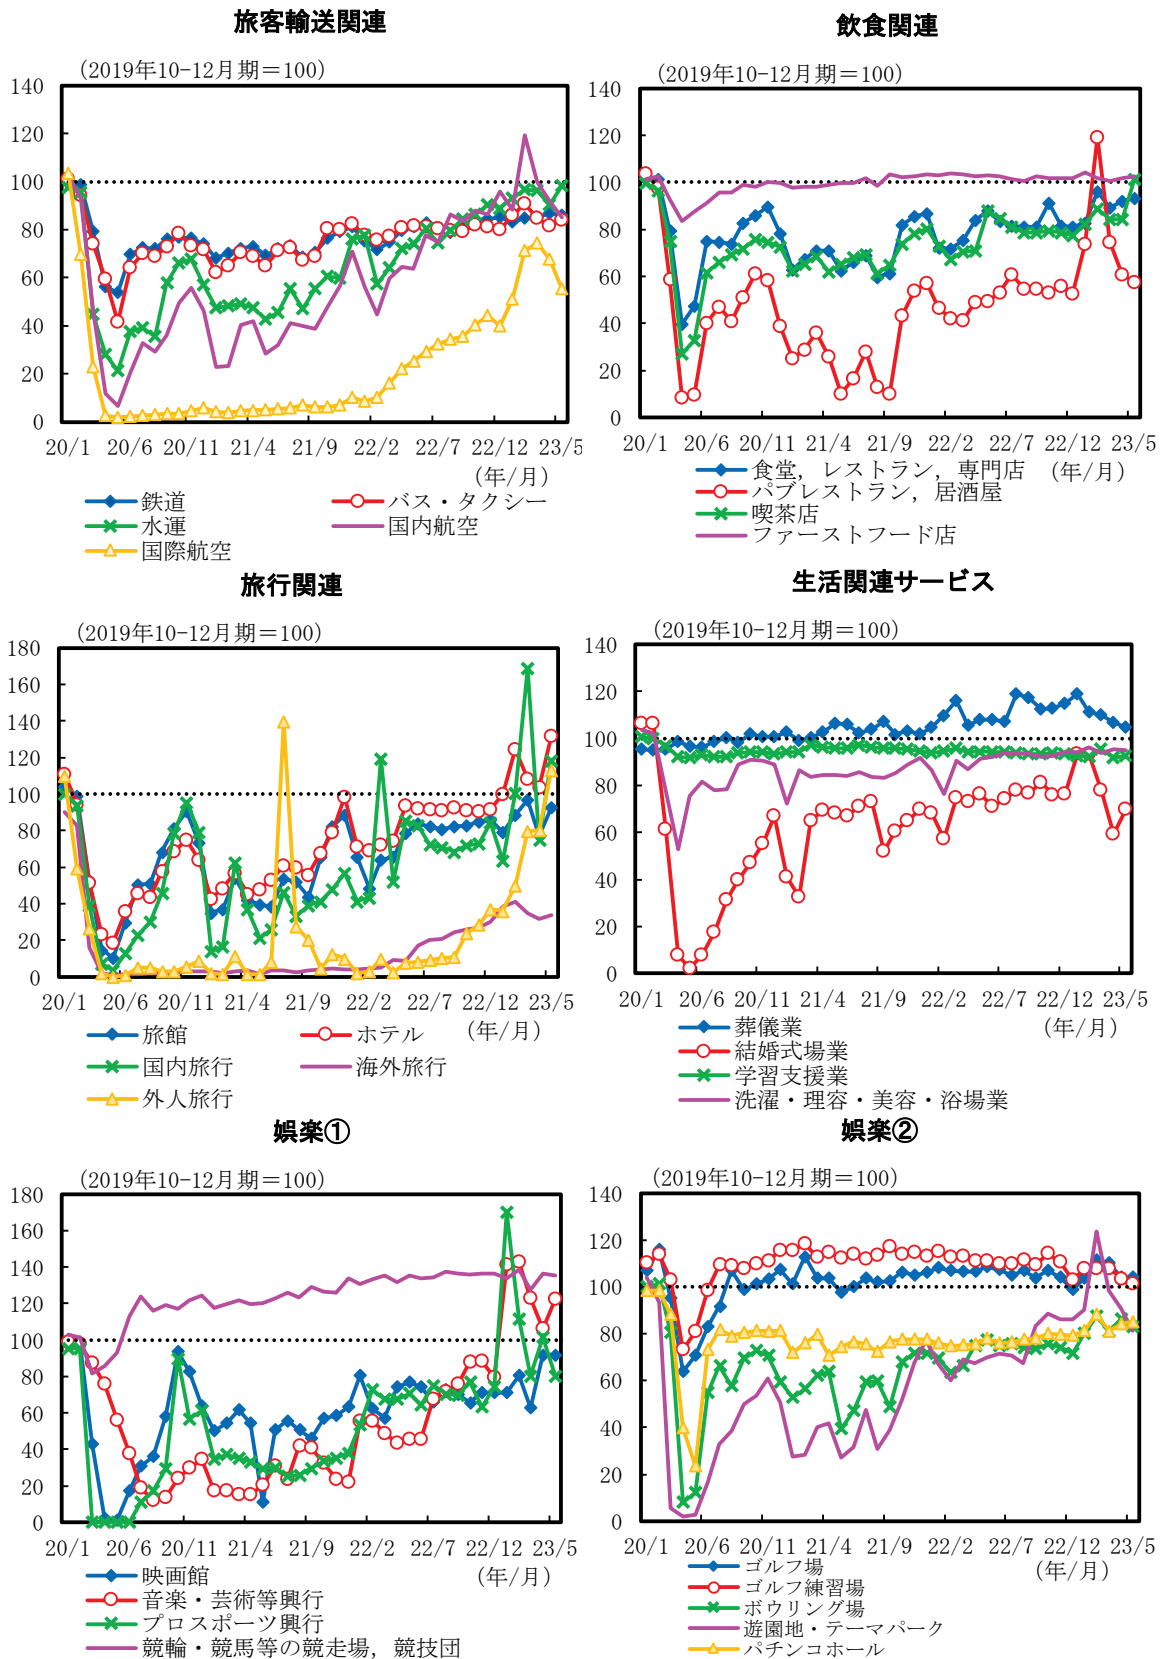 旅客輸送関連
(2019年10-12月期＝100)
140
120
100
80
60
40
20
0
20/1 20/6 20/11 21/4 21/9 22/2 22/7 22/12 23/5
(年/月)
鉄道 バス・タクシー
水運 国内航空
国際航空
飲食関連
(2019年10-12月期＝100)
140
120
100
80
60
40
20
0
20/1 20/6 20/11 21/4 21/9 22/2 22/7 22/12 23/5
(年/月)
食堂，レストラン，専門店
パブレストラン，居酒屋
喫茶店
ファーストフード店
旅行関連
(2019年10-12月期＝100)
180
160
140
120
100
80
60
40
20
0
20/1 20/6 20/11 21/4 21/9 22/2 22/7 22/12 23/5
(年/月)
旅館 ホテル
国内旅行 海外旅行
外人旅行
生活関連サービス
(2019年10-12月期＝100)
140
120
100
80
60
40
20
0
20/1 20/6 20/11 21/4 21/9 22/2 22/7 22/12 23/5
(年/月)
葬儀業
結婚式場業
学習支援業
洗濯・理容・美容・浴場業
娯楽①
(2019年10-12月期＝100)
180
160
140
120
100
80
60
40
20
0
20/1 20/6 20/11 21/4 21/9 22/2 22/7 22/12 23/5
(年/月)
映画館
音楽・芸術等興行
プロスポーツ興行
競輪・競馬等の競走場，競技団
娯楽②
(2019年10-12月期＝100)
140
120
100
80
60
40
20
0
20/1 20/6 20/11 21/4 21/9 22/2 22/7 22/12 23/5
(年/月)
ゴルフ場
ゴルフ練習場
ボウリング場
遊園地・テーマパーク
パチンコホール